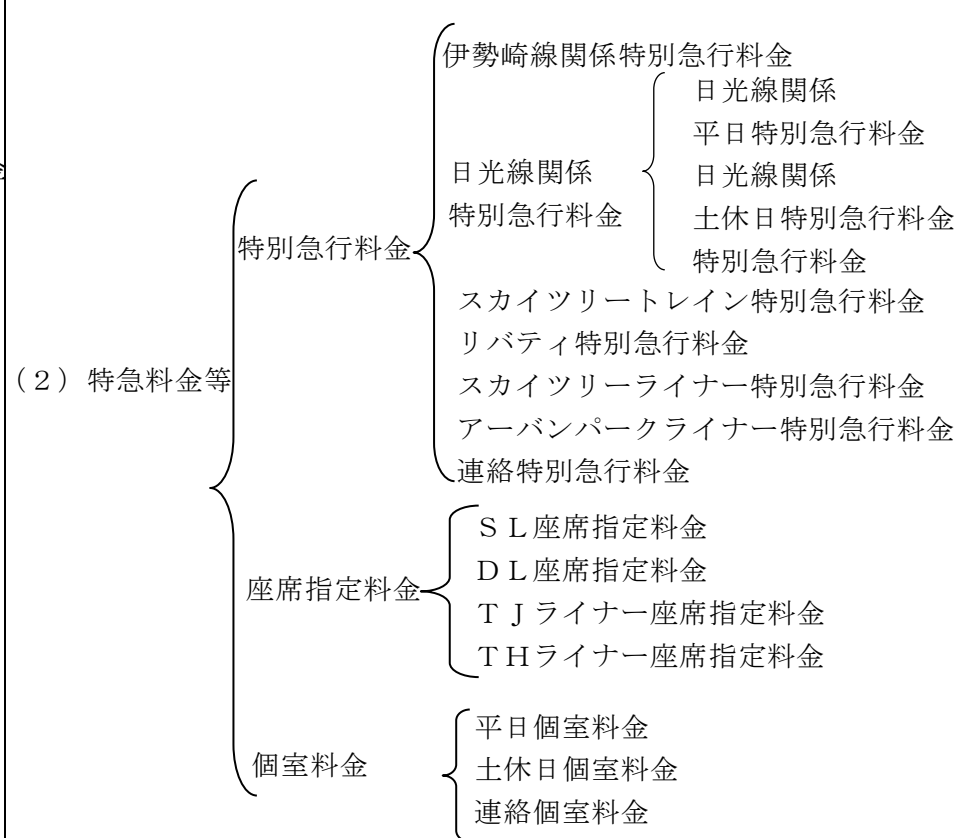 伊勢崎線関係特別急行料金
日光線関係
平日特別急行料金
日光線関係
特別急行料金
日光線関係
土休日特別急行料金
特別急行料金
特別急行料金
スカイツリートレイン特別急行料金
リバティ特別急行料金
（２）特急料金等
スカイツリーライナー特別急行料金
アーバンパークライナー特別急行料金
連絡特別急行料金
座席指定料金
ＳＬ座席指定料金
ＤＬ座席指定料金
ＴＪライナー座席指定料金
ＴＨライナー座席指定料金
個室料金
平日個室料金
土休日個室料金
連絡個室料金